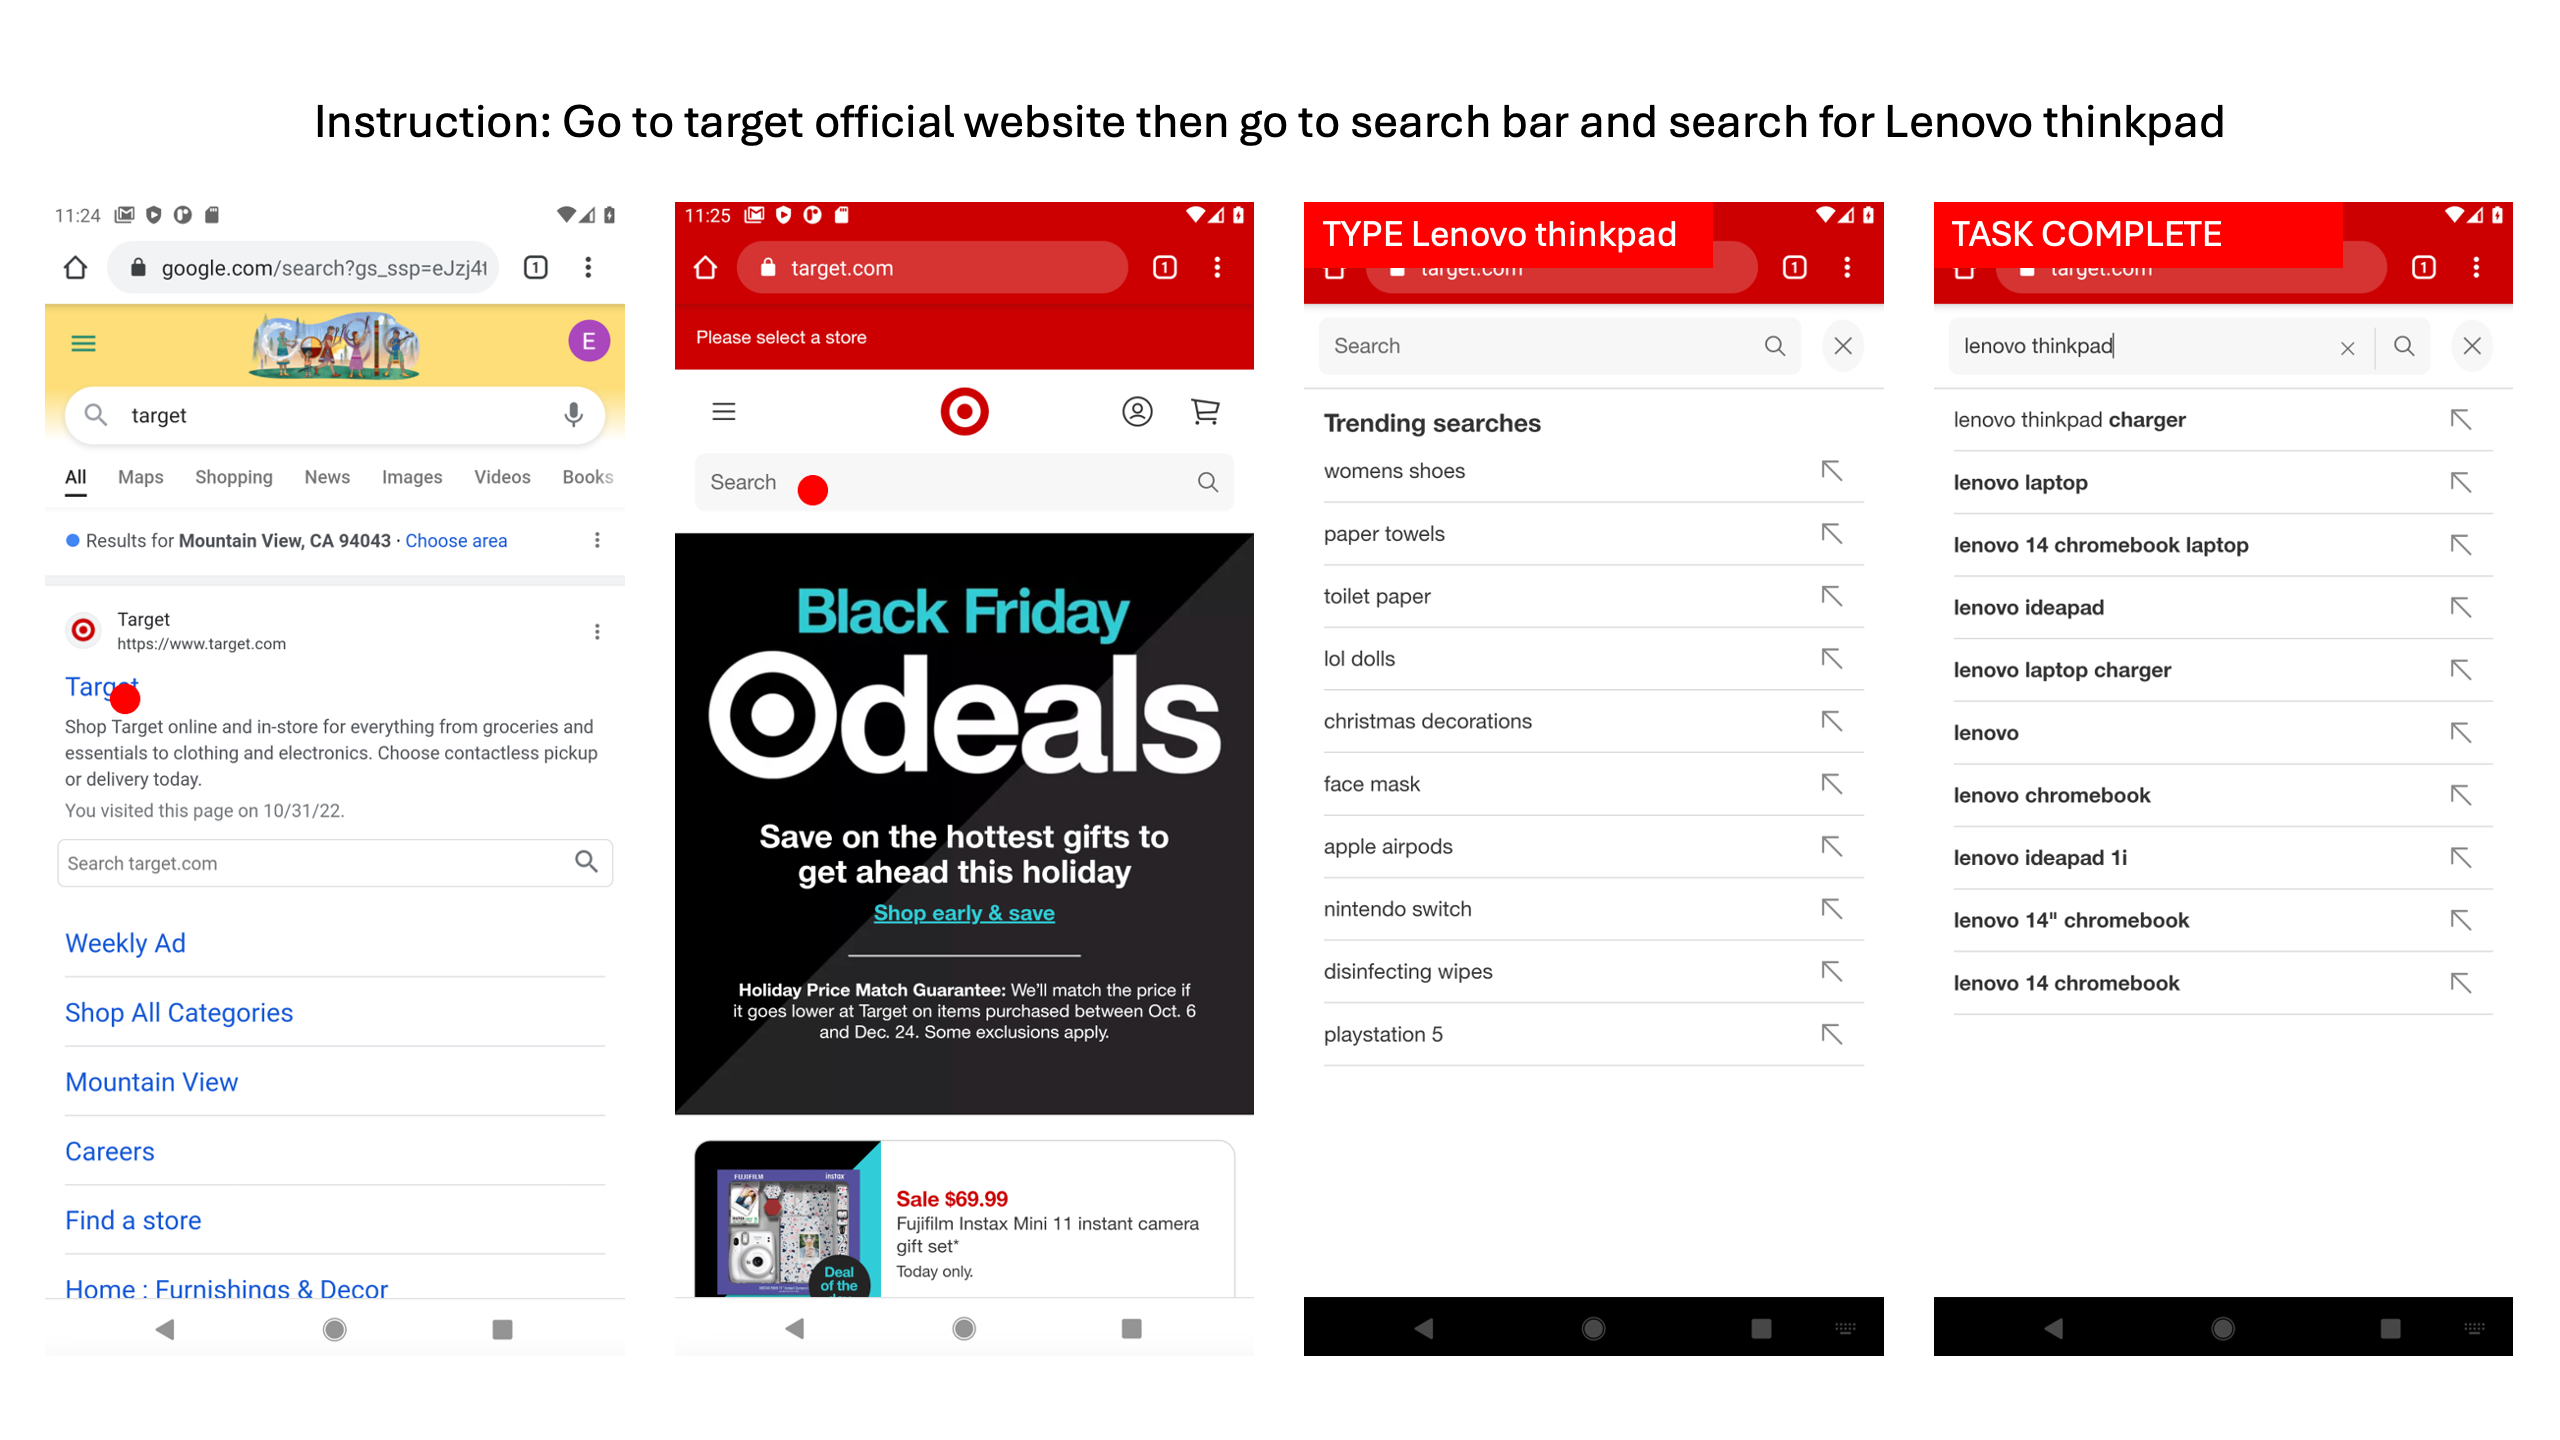 Instruction: Go to target official website then go to search bar and search for Lenovo thinkpad
11:24
google.com/search?gs_ssp=eJzj4t
1
E
target
All Maps Shopping News Images Videos Books
Results for Mountain View, CA 94043 · Choose area
Target
https://www.target.com
Target
Shop Target online and in-store for everything from groceries and
essentials to clothing and electronics. Choose contactless pickup
or delivery today.
You visited this page on 10/31/22.
Search target.com
Weekly Ad
Shop All Categories
Mountain View
Careers
Find a store
Home : Furnishings & Decor
11:25
target.com
1
Please select a store
Search
Black Friday
deals
Save on the hottest gifts to
get ahead this holiday
Shop early & save
Holiday Price Match Guarantee: We'll match the price if
it goes lower at Target on items purchased between Oct. 6
and Dec. 24. Some exclusions apply.
FUJIFILM instax
Deal
of the
Sale $69.99
Fujifilm Instax Mini 11 instant camera
gift set*
Today only.
TYPE Lenovo thinkpad
target.com
1
Search
Trending searches
womens shoes
paper towels
toilet paper
lol dolls
christmas decorations
face mask
apple airpods
nintendo switch
disinfecting wipes
playstation 5
TASK COMPLETE
target.com
1
lenovo thinkpad
lenovo thinkpad charger
lenovo laptop
lenovo 14 chromebook laptop
lenovo ideapad
lenovo laptop charger
lenovo
lenovo chromebook
lenovo ideapad 1i
lenovo 14" chromebook
lenovo 14 chromebook